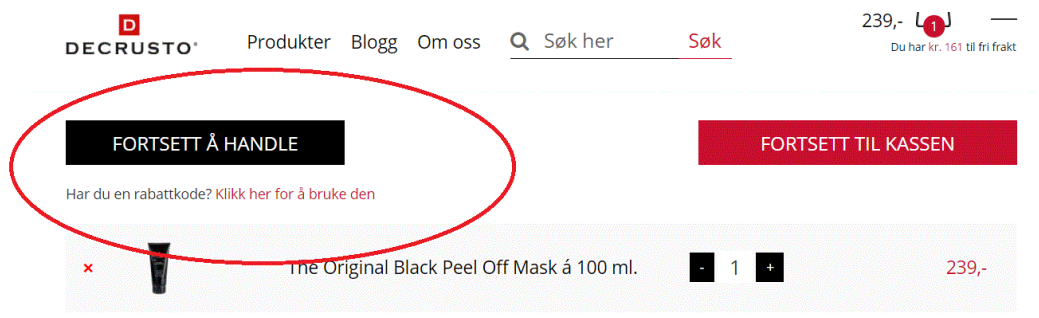 D
DECRUSTO®
Produkter Blogg Om oss Søk her Søk
239,- 1
Du har kr. 161 til fri frakt
FORTSETT Å HANDLE
FORTSETT TIL KASSEN
Har du en rabattkode? Klikk her for å bruke den
× The Original Black Peel Off Mask á 100 ml. - 1 + 239,-